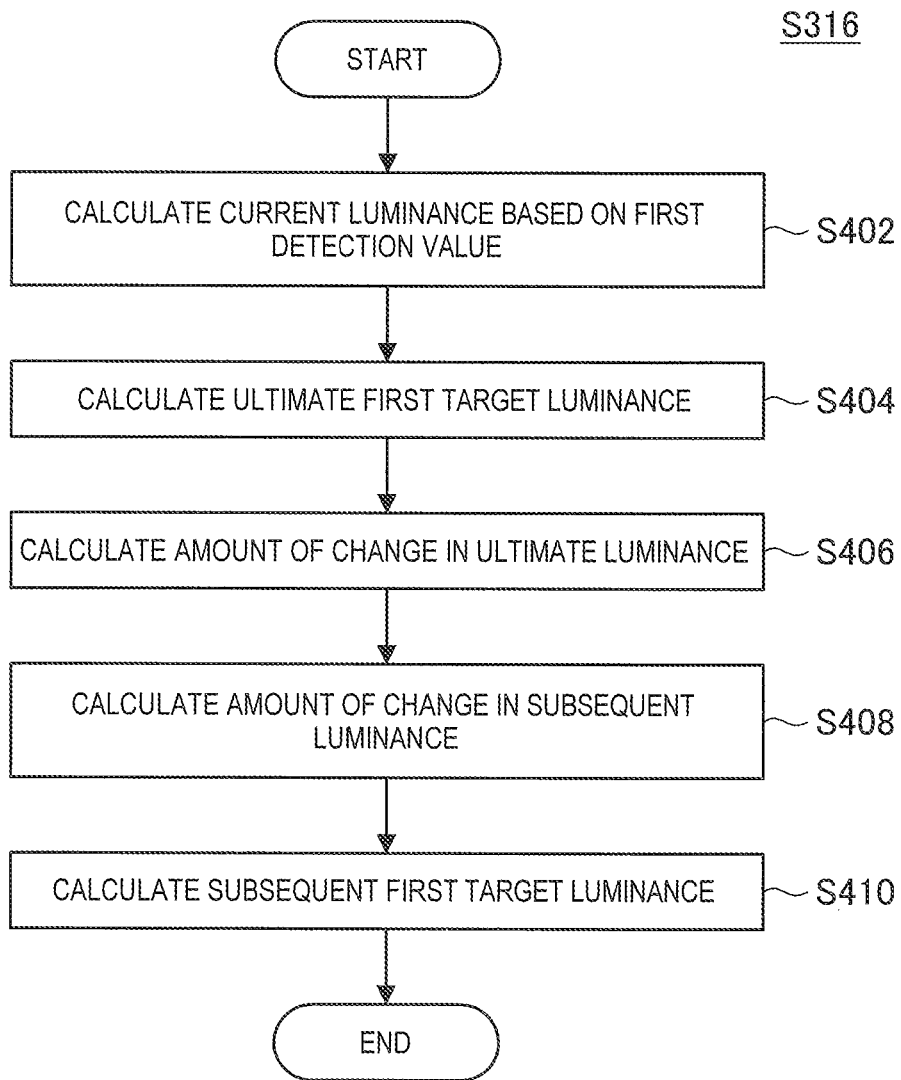 S316
START
CALCULATE CURRENT LUMINANCE BASED ON FIRST
DETECTION VALUE
S402
CALCULATE ULTIMATE FIRST TARGET LUMINANCE
S404
CALCULATE AMOUNT OF CHANGE IN ULTIMATE LUMINANCE
S406
CALCULATE AMOUNT OF CHANGE IN SUBSEQUENT
LUMINANCE
S408
CALCULATE SUBSEQUENT FIRST TARGET LUMINANCE
S410
END